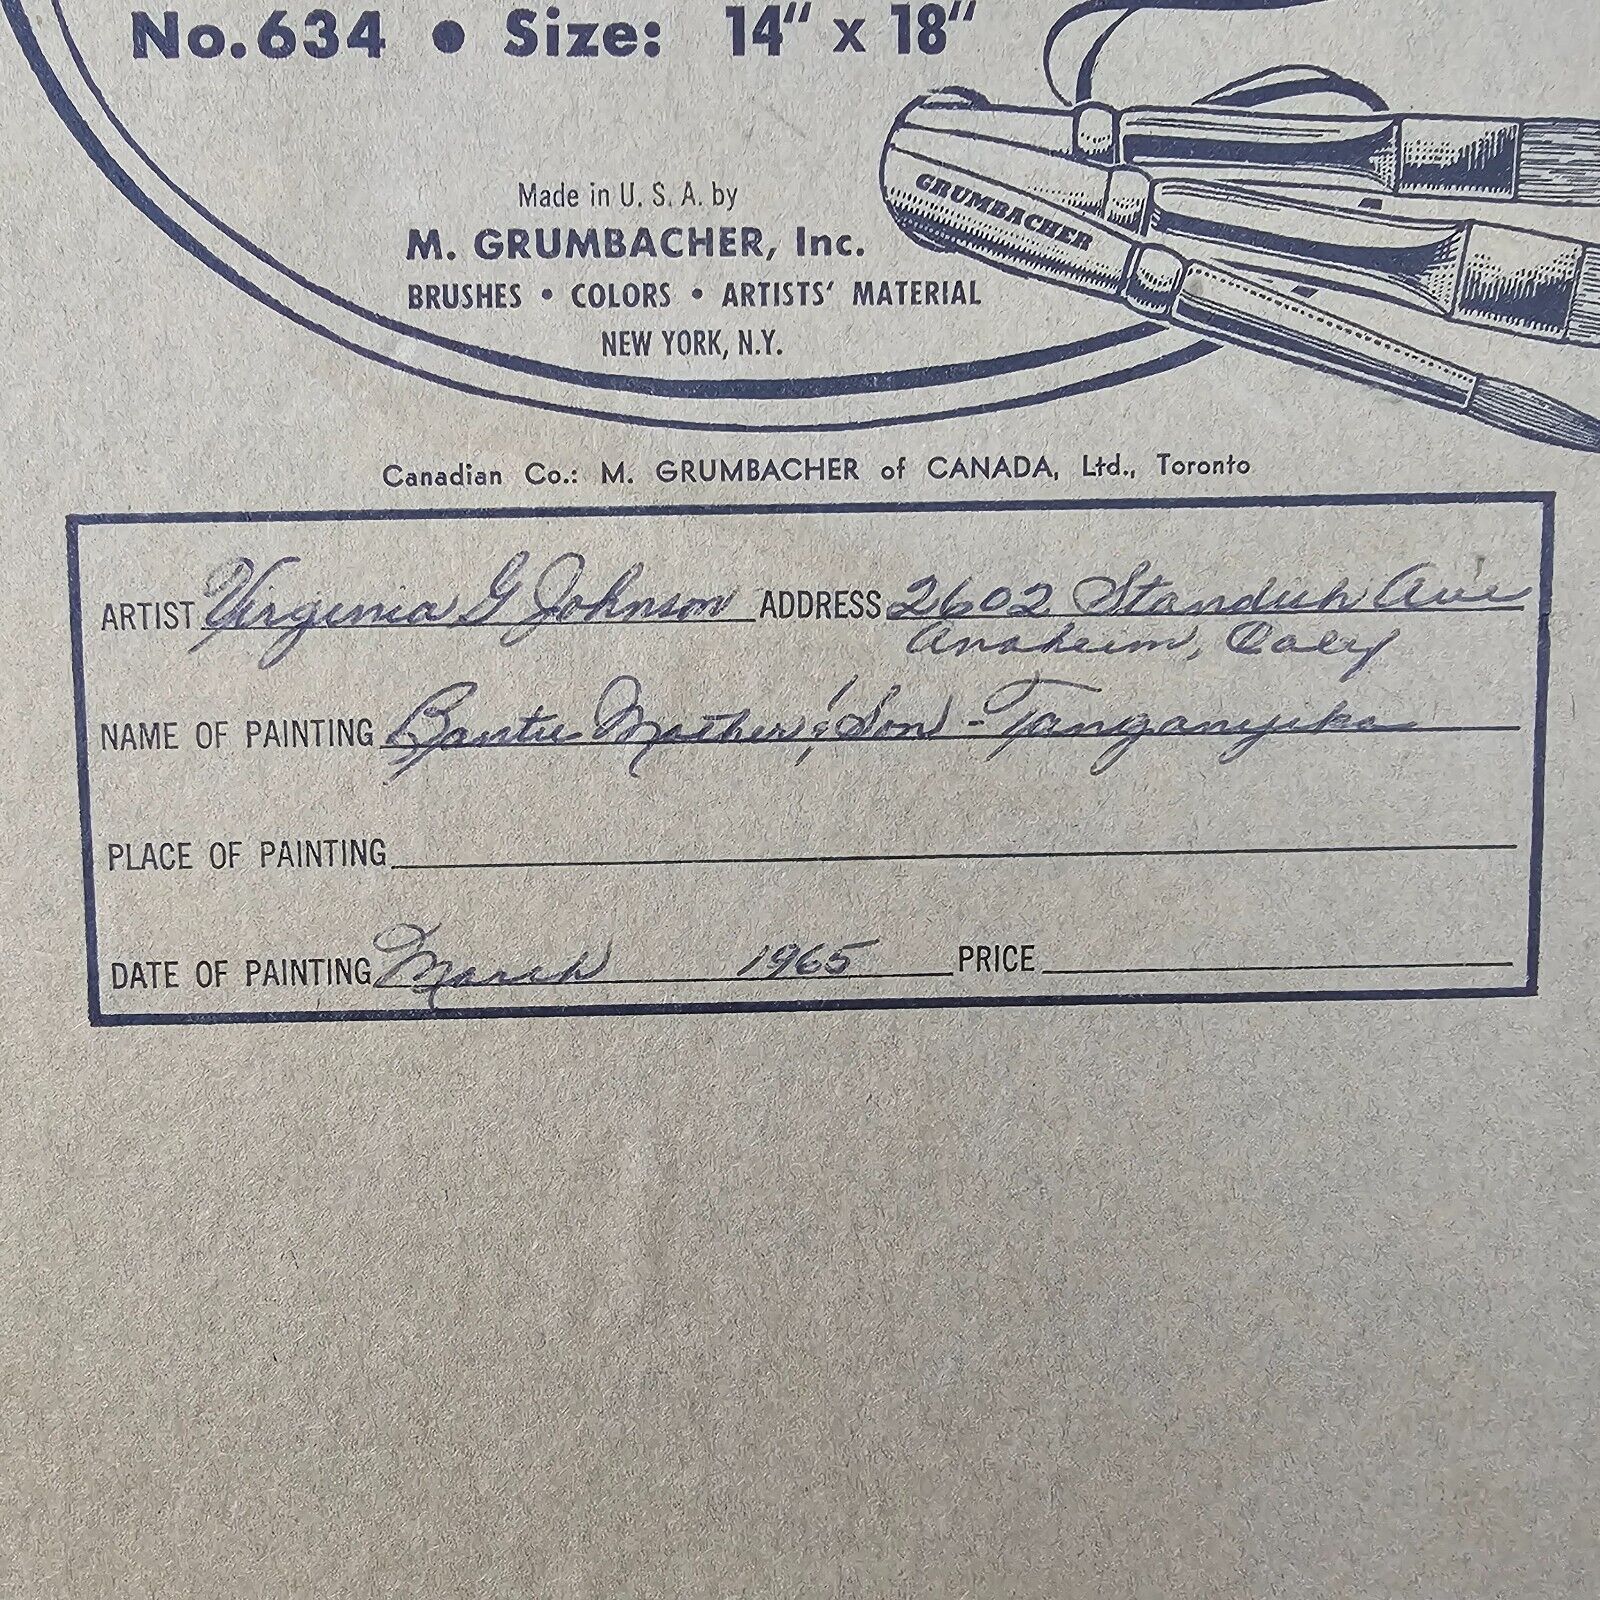 No. 634 • Size: 14" x 18"
GRUMBACHER
Made in U. S. A. by
M. GRUMBACHER, Inc.
BRUSHES • COLORS • ARTISTS' MATERIAL
NEW YORK, N.Y.
Canadian Co.: M. GRUMBACHER of CANADA, Ltd., Toronto
ARTIST Virginia G Johnson ADDRESS 2602 Standish Ave
Anaheim, Calif
NAME OF PAINTING Bantu Mother & Son - Tanganyika
PLACE OF PAINTING
DATE OF PAINTING March 1965 PRICE